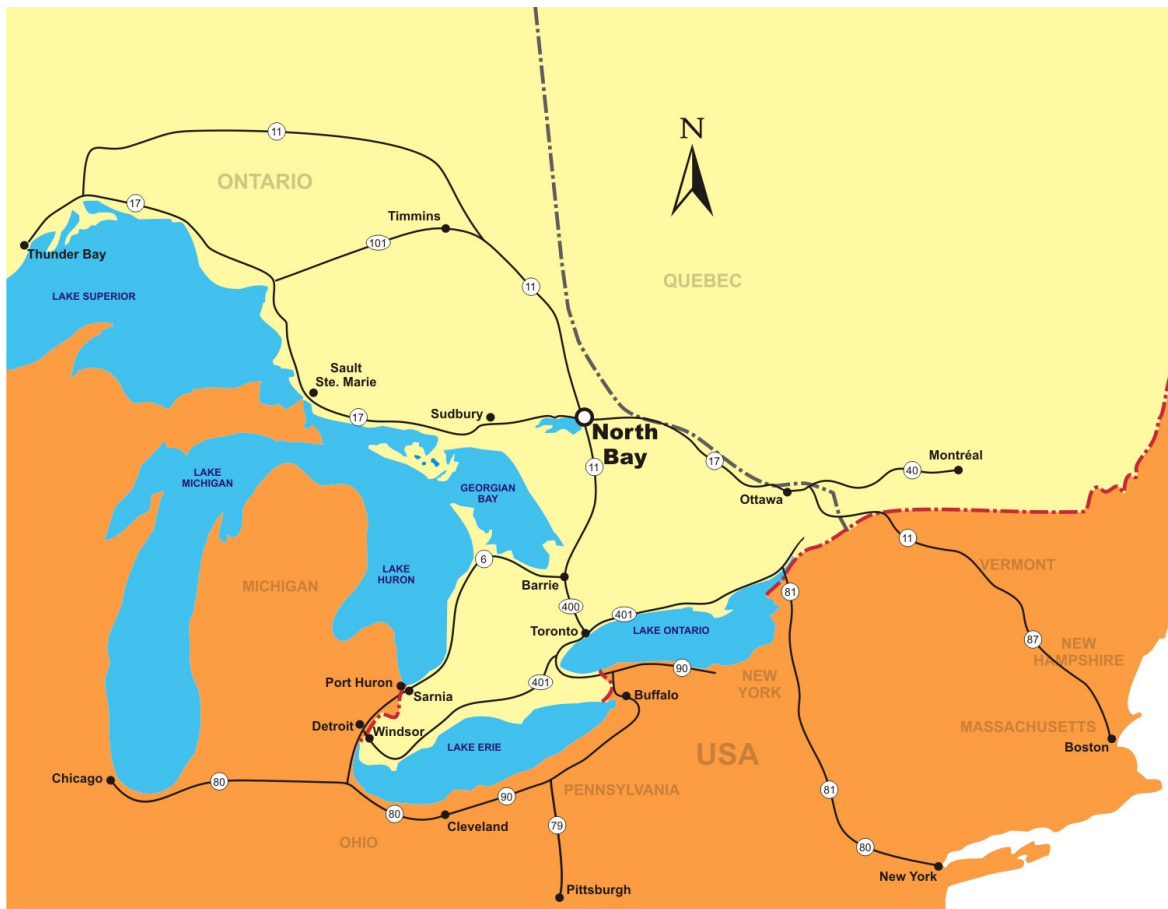 N
11
ONTARIO
17
Timmins
101
Thunder Bay
11
QUEBEC
LAKE SUPERIOR
Sault
Ste. Marie
17
Sudbury
North
Bay
11
17
40
Montréal
LAKE
MICHIGAN
GEORGIAN
BAY
Ottawa
11
6
VERMONT
MICHIGAN
LAKE
HURON
Barrie
81
400
401
Toronto
LAKE ONTARIO
87
NEW
HAMPSHIRE
90
NEW
YORK
401
Port Huron
Sarnia
Buffalo
Detroit
Windsor
MASSACHUSETTS
Boston
LAKE ERIE
USA
Chicago
80
PENNSYLVANIA
81
90
80
Cleveland
79
OHIO
80
New York
Pittsburgh